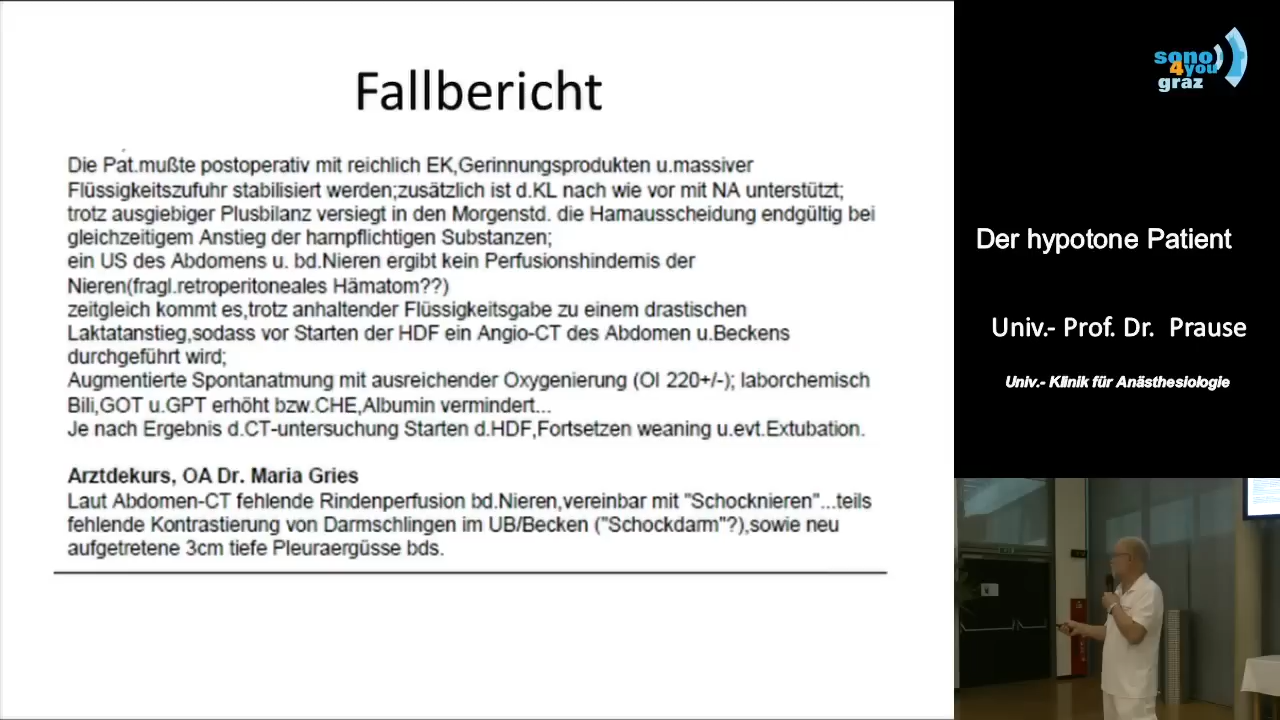 Fallbericht
Die Pat.mußte postoperativ mit reichlich EK,Gerinnungsprodukten u.massiver
Flüssigkeitszufuhr stabilisiert werden;zusätzlich ist d.KL nach wie vor mit NA unterstützt;
trotz ausgiebiger Plusbilanz versiegt in den Morgenstd. die Harnausscheidung endgültig bei
gleichzeitigem Anstieg der harnpflichtigen Substanzen;
ein US des Abdomens u. bd.Nieren ergibt kein Perfusionshindernis der
Nieren(fragl.retroperitoneales Hämatom??)
zeitgleich kommt es,trotz anhaltender Flüssigkeitsgabe zu einem drastischen
Laktatanstieg,sodass vor Starten der HDF ein Angio-CT des Abdomen u.Beckens
durchgeführt wird;
Augmentierte Spontanatmung mit ausreichender Oxygenierung (OI 220+/-); laborchemisch
Bili,GOT u.GPT erhöht bzw.CHE,Albumin vermindert...
Je nach Ergebnis d.CT-untersuchung Starten d.HDF,Fortsetzen weaning u.evt.Extubation.
Arztdekurs, OA Dr. Maria Gries
Laut Abdomen-CT fehlende Rindenperfusion bd.Nieren,vereinbar mit "Schocknieren"...teils
fehlende Kontrastierung von Darmschlingen im UB/Becken ("Schockdarm"?),sowie neu
aufgetretene 3cm tiefe Pleuraergüsse bds.
sono
4you
graz
Der hypotone Patient
Univ.- Prof. Dr. Prause
Univ.- Klinik für Anästhesiologie